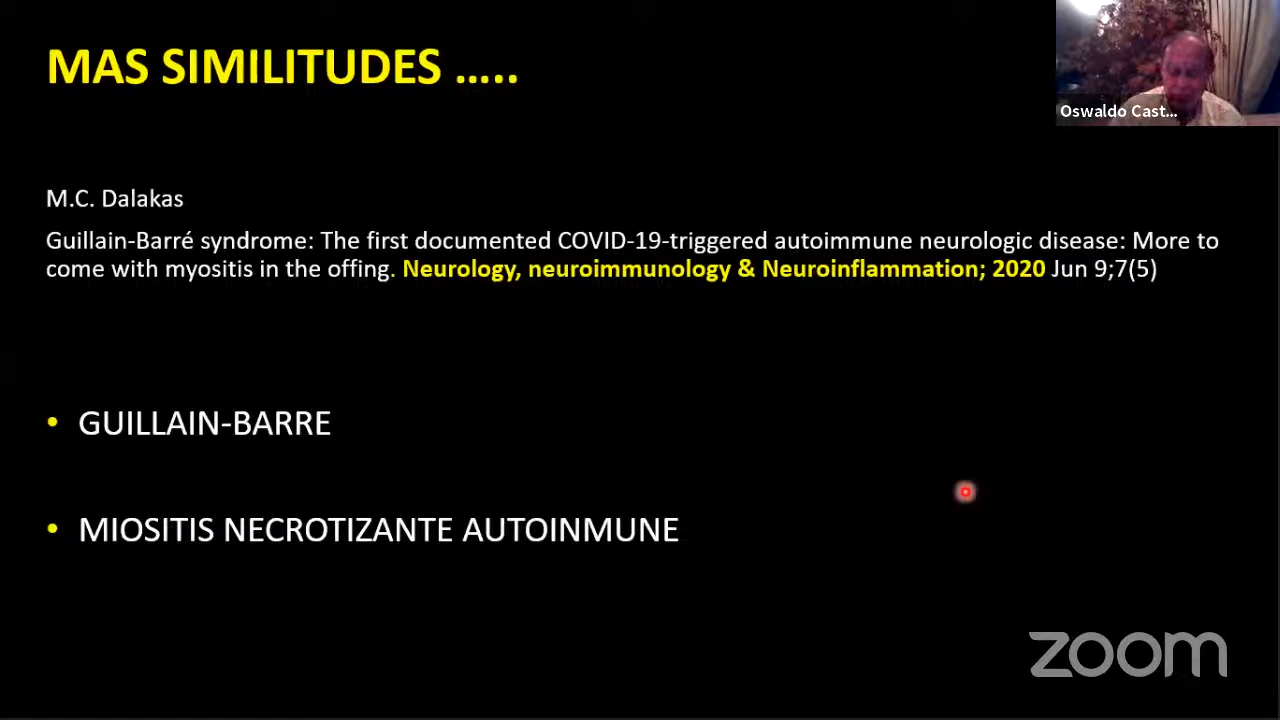 MAS SIMILITUDES .....
Oswaldo Cast...
M.C. Dalakas
Guillain-Barré syndrome: The first documented COVID-19-triggered autoimmune neurologic disease: More to
come with myositis in the offing. Neurology, neuroimmunology & Neuroinflammation; 2020 Jun 9;7(5)
• GUILLAIN-BARRE
• MIOSITIS NECROTIZANTE AUTOINMUNE
zoom